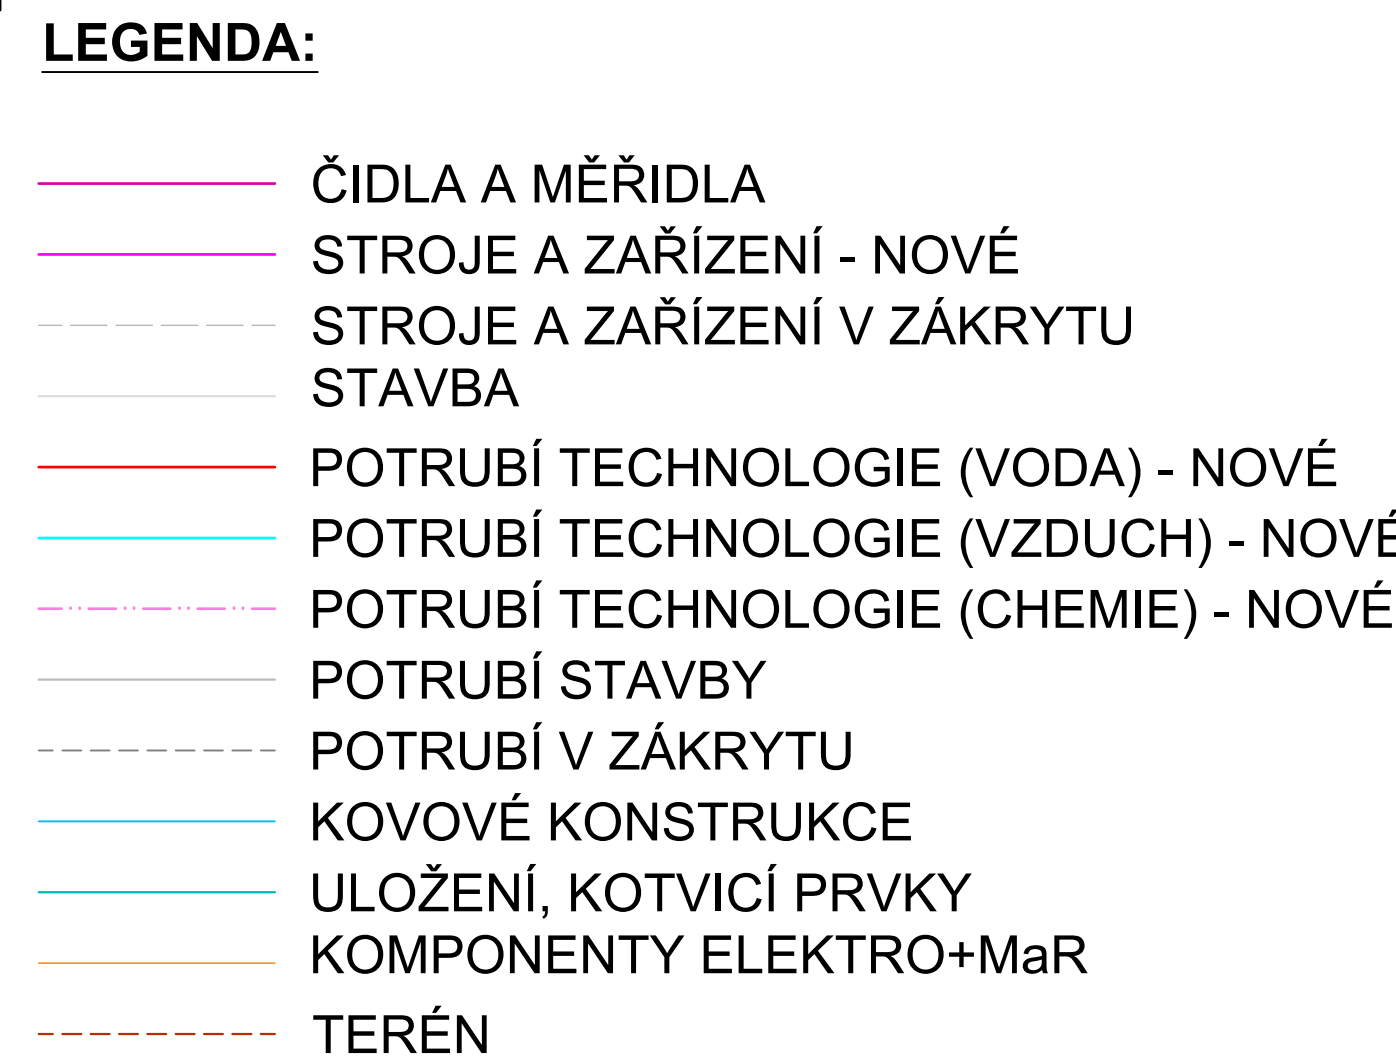 LEGENDA:
ČIDLA A MĚŘIDLA
STROJE A ZAŘÍZENÍ - NOVÉ
STROJE A ZAŘÍZENÍ V ZÁKRYTU
STAVBA
POTRUBÍ TECHNOLOGIE (VODA) - NOVÉ
POTRUBÍ TECHNOLOGIE (VZDUCH) - NOVÉ
POTRUBÍ TECHNOLOGIE (CHEMIE) - NOVÉ
POTRUBÍ STAVBY
POTRUBÍ V ZÁKRYTU
KOVOVÉ KONSTRUKCE
ULOŽENÍ, KOTVICÍ PRVKY
KOMPONENTY ELEKTRO+MaR
TERÉN